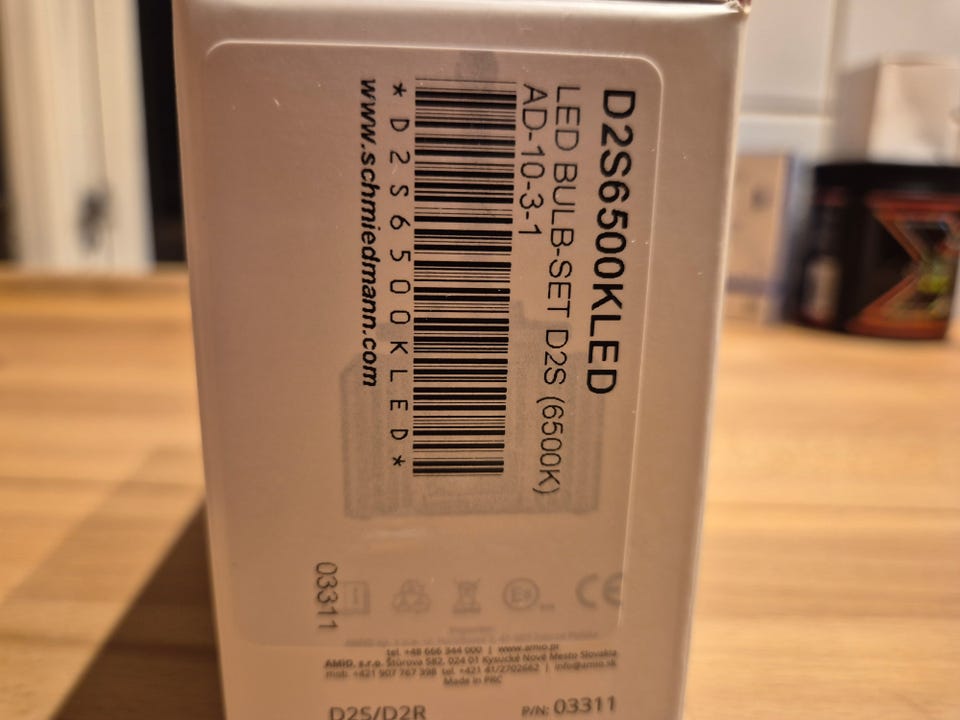 D2S6500KLED
LED BULB-SET D2S (6500K)
AD-10-3-1
*D2S6500KLED*
www.schmiedmann.com
03311
CE
tel. +48 666 344 000 | www.amio.pl
AMIO, s.r.o. Štúrova 582, 024 01 Kysucké Nové Mesto Slovakia
mob: +421 907 767 398 tel. +421 41/2702662 | info@amio.sk
Made in PRC
D2S/D2R
P/N: 03311